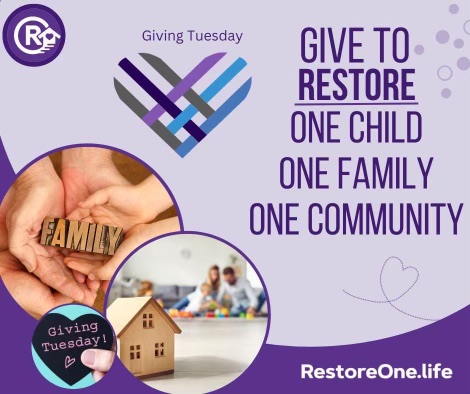 R
Giving Tuesday
GIVE TO
RESTORE
ONE CHILD
ONE FAMILY
ONE COMMUNITY
FAMILY
Giving
Tuesday!
RestoreOne.life